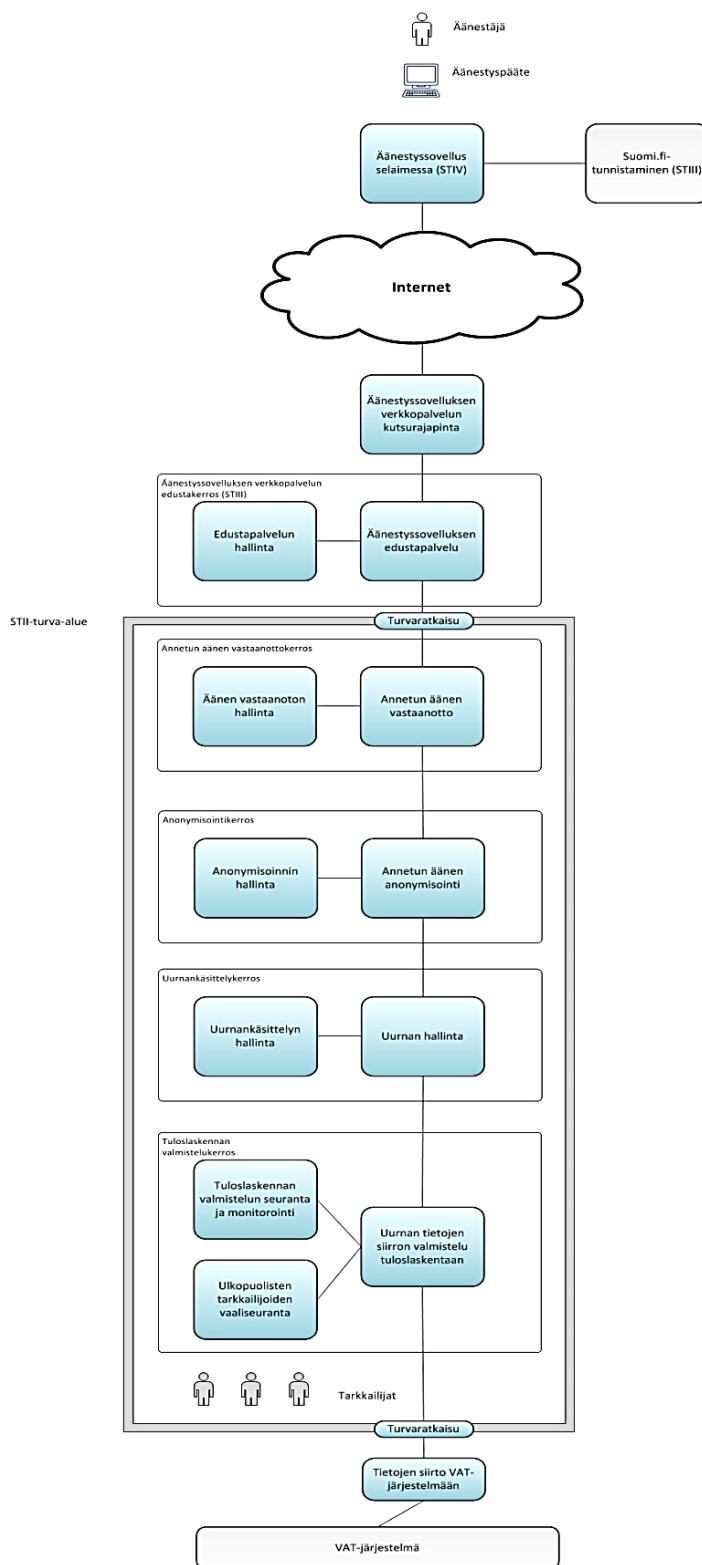 Äänestäjä
Äänestyspääte
Äänestyssovellus
selaimessa (STIV)
Suomi.fi-
tunnistaminen (STIII)
Internet
Äänestyssovelluksen
verkkopalvelun
kutsurajapinta
Äänestyssovelluksen verkkopalvelun
edustakerros (STIII)
Edustapalvelun
hallinta
Äänestyssovelluksen
edustapalvelu
STII-turva-alue
Turvaratkaisu
Annetun äänen vastaanottokerros
Äänen vastaanoton
hallinta
Annetun äänen
vastaanotto
Anonymisointikerros
Anonymisoinnin
hallinta
Annetun äänen
anonymisointi
Uurnankäsittelykerros
Uurnankäsittelyn
hallinta
Uurnan hallinta
Tuloslaskennan
valmistelukerros
Tuloslaskennan
valmistelun seuranta
ja monitorointi
Uurnan tietojen
siirron valmistelu
tuloslaskentaan
Ulkopuolisten
tarkkailijoiden
vaaliseuranta
Tarkkailijat
Turvaratkaisu
Tietojen siirto VAT-
järjestelmään
VAT-järjestelmä